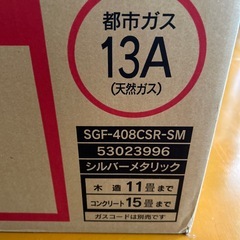 都市ガス
13A
(天然ガス)
SGF-408CSR-SM
53023996
シルバーメタリック
木造 11畳まで
コンクリート 15畳まで
ガスコードは別売です